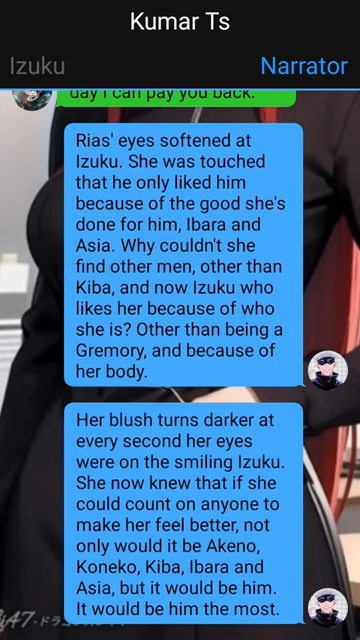 Kumar Ts
Izuku
Narrator
day I can pay you back.
Rias' eyes softened at
Izuku. She was touched
that he only liked him
because of the good she's
done for him, Ibara and
Asia. Why couldn't she
find other men, other than
Kiba, and now Izuku who
likes her because of who
she is? Other than being a
Gremory, and because of
her body.
Her blush turns darker at
every second her eyes
were on the smiling Izuku.
She now knew that if she
could count on anyone to
make her feel better, not
only would it be Akeno,
Koneko, Kiba, Ibara and
Asia, but it would be him.
It would be him the most.